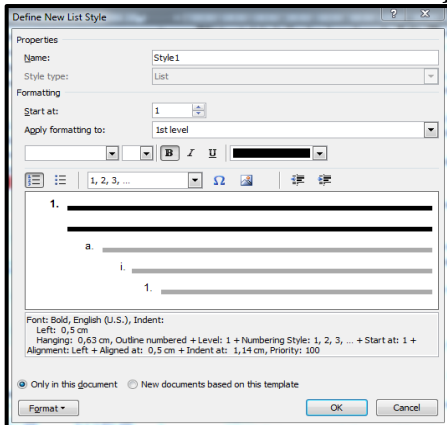 Define New List Style
Properties
Name: Style1
Style type: List
Formatting
Start at: 1
Apply formatting to: 1st level
B I U
1, 2, 3, ... Ω
1.
a.
i.
1.
Font: Bold, English (U.S.), Indent:
Left: 0,5 cm
Hanging: 0,63 cm, Outline numbered + Level: 1 + Numbering Style: 1, 2, 3, ... + Start at: 1 +
Alignment: Left + Aligned at: 0,5 cm + Indent at: 1,14 cm, Priority: 100
Only in this document New documents based on this template
Format OK Cancel